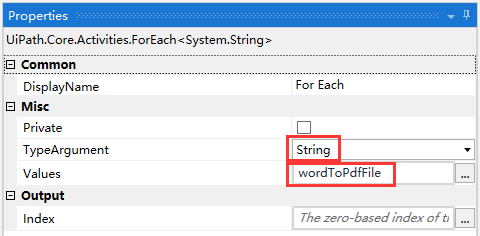 Properties
UiPath.Core.Activities.ForEach<System.String>
Common
DisplayName For Each
Misc
Private
TypeArgument String
Values wordToPdfFile ...
Output
Index The zero-based index of ...